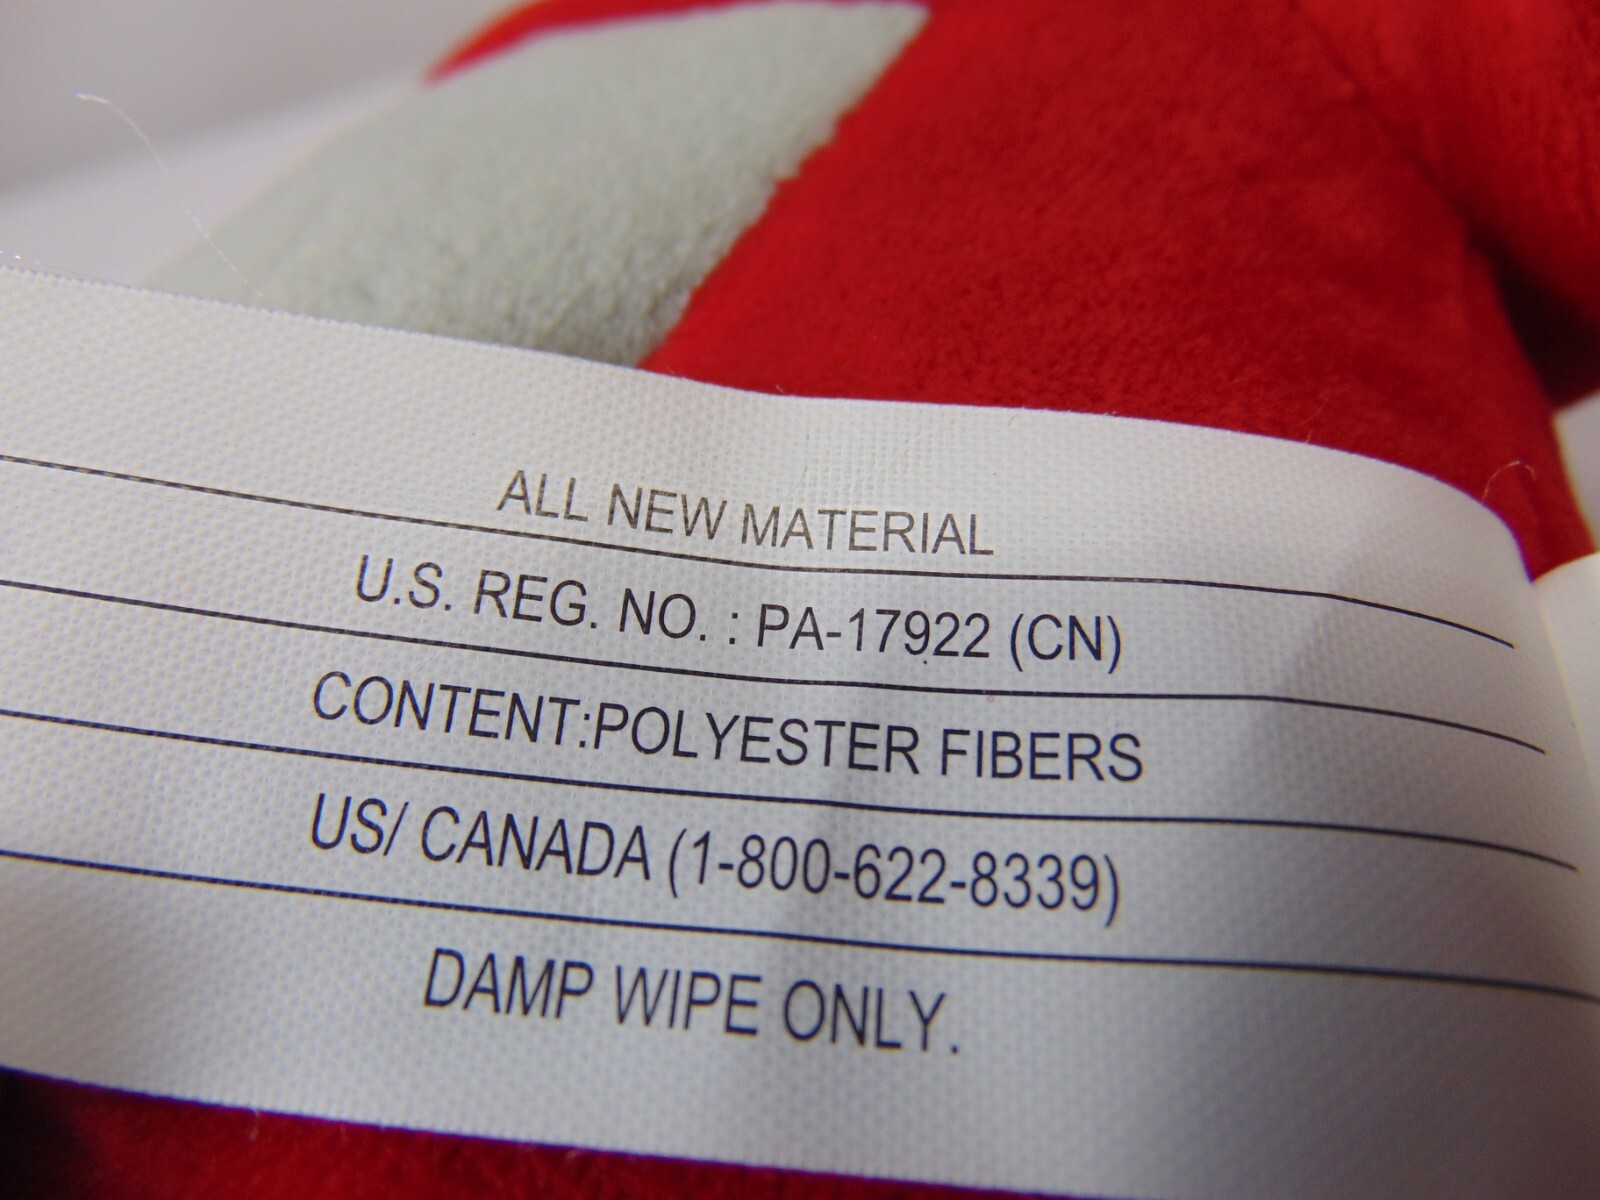 ALL NEW MATERIAL
U.S. REG. NO. : PA-17922 (CN)
CONTENT:POLYESTER FIBERS
US/ CANADA (1-800-622-8339)
DAMP WIPE ONLY.